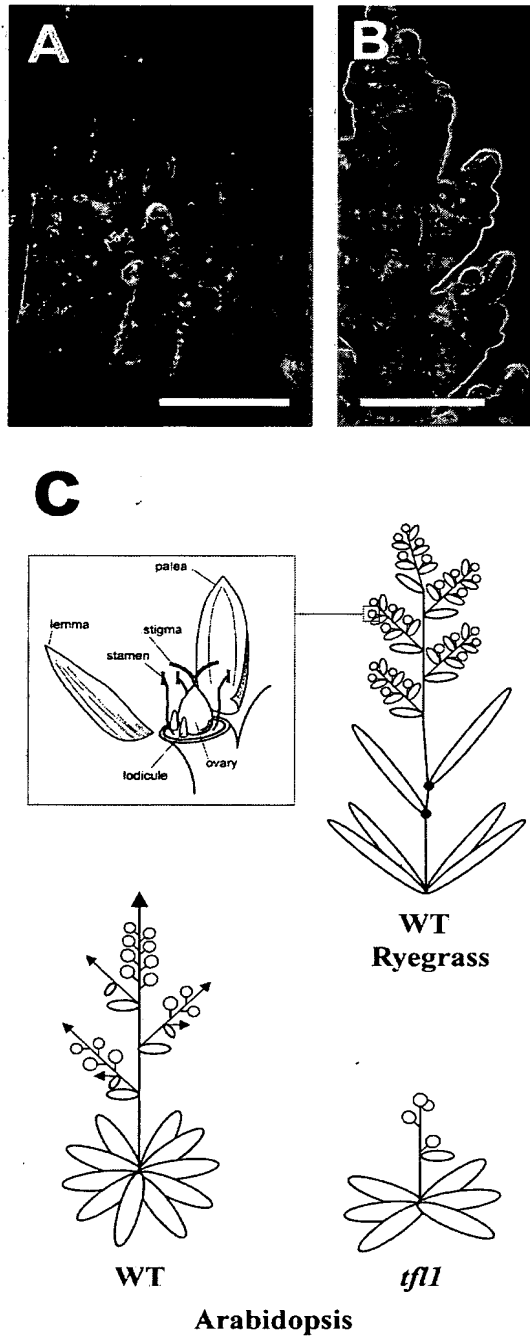 A B
C
palea
lemma
stigma
stamen
lodicule
ovary
WT
Ryegrass
WT
tfl1
Arabidopsis